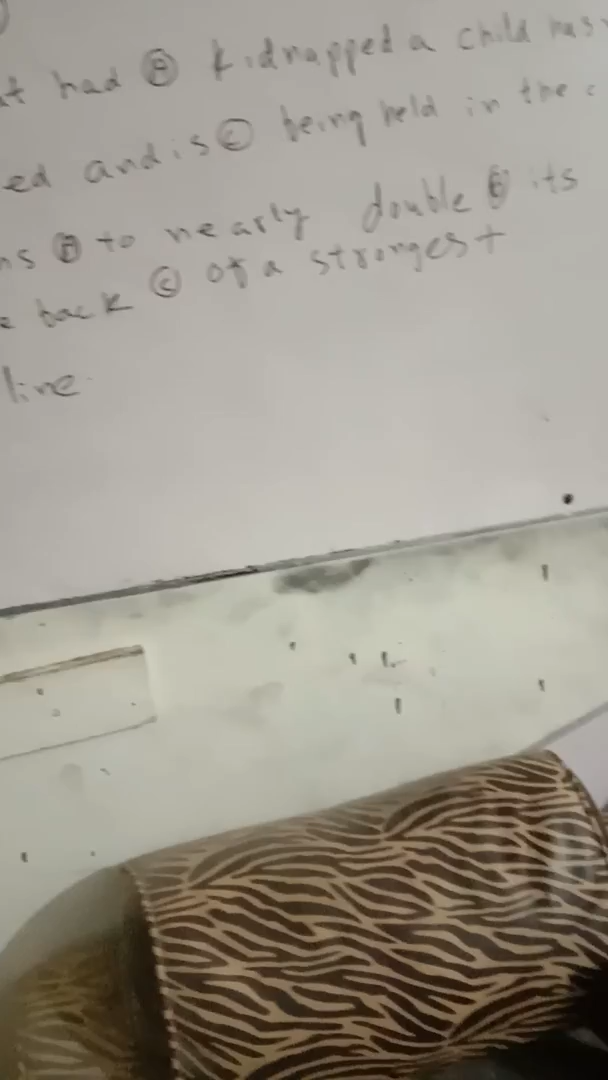 had Ⓑ kidnapped a child has
ed and is Ⓒ being held in the
Ⓐ to nearly double Ⓑ its
back Ⓒ of a strongest
line.